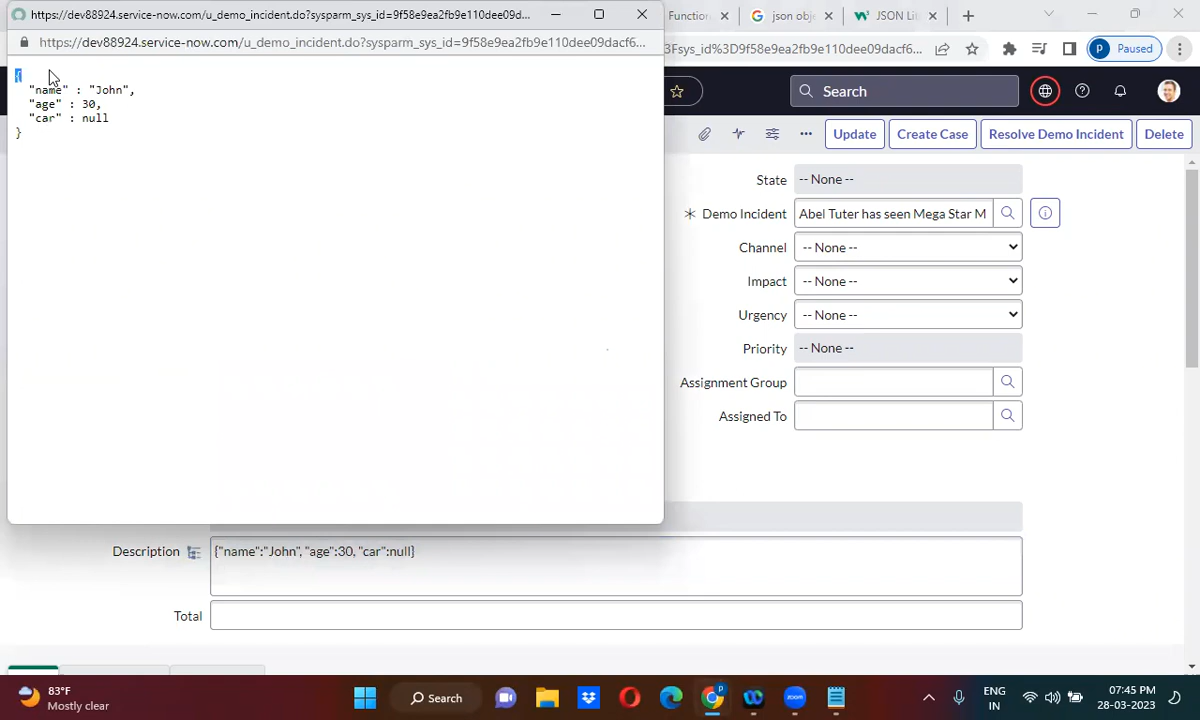 https://dev88924.service-now.com/u_demo_incident.do?sysparm_sys_id=9f58e9ea2fb9e110dee09dacf6...
Function
json obje
JSON Lit
https://dev88924.service-now.com/u_demo_incident.do?sysparm_sys_id=9f58e9ea2fb9e110dee09dacf6...
3Fsys_id%3D9f58e9ea2fb9e110dee09dacf6...
P Paused
{
"name" : "John",
"age" : 30,
"car" : null
}
Search
Update
Create Case
Resolve Demo Incident
Delete
State
-- None --
Demo Incident
Abel Tuter has seen Mega Star M
Channel
-- None --
Impact
-- None --
Urgency
-- None --
Priority
-- None --
Assignment Group
Assigned To
Description
{"name":"John", "age":30, "car":null}
Total
83°F
Mostly clear
Search
ENG
IN
07:45 PM
28-03-2023